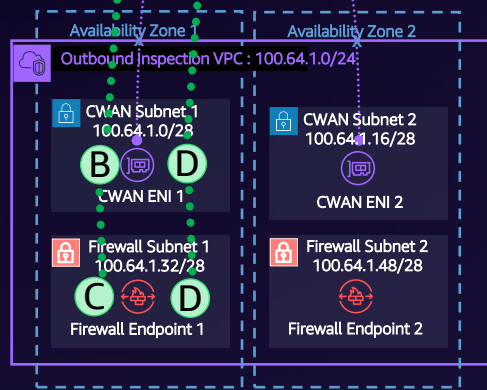 Availability Zone 1
Availability Zone 2
Outbound Inspection VPC : 100.64.1.0/24
CWAN Subnet 1
100.64.1.0/28
B
D
CWAN ENI 1
CWAN Subnet 2
100.64.1.16/28
CWAN ENI 2
Firewall Subnet 1
100.64.1.32/28
C
D
Firewall Endpoint 1
Firewall Subnet 2
100.64.1.48/28
Firewall Endpoint 2